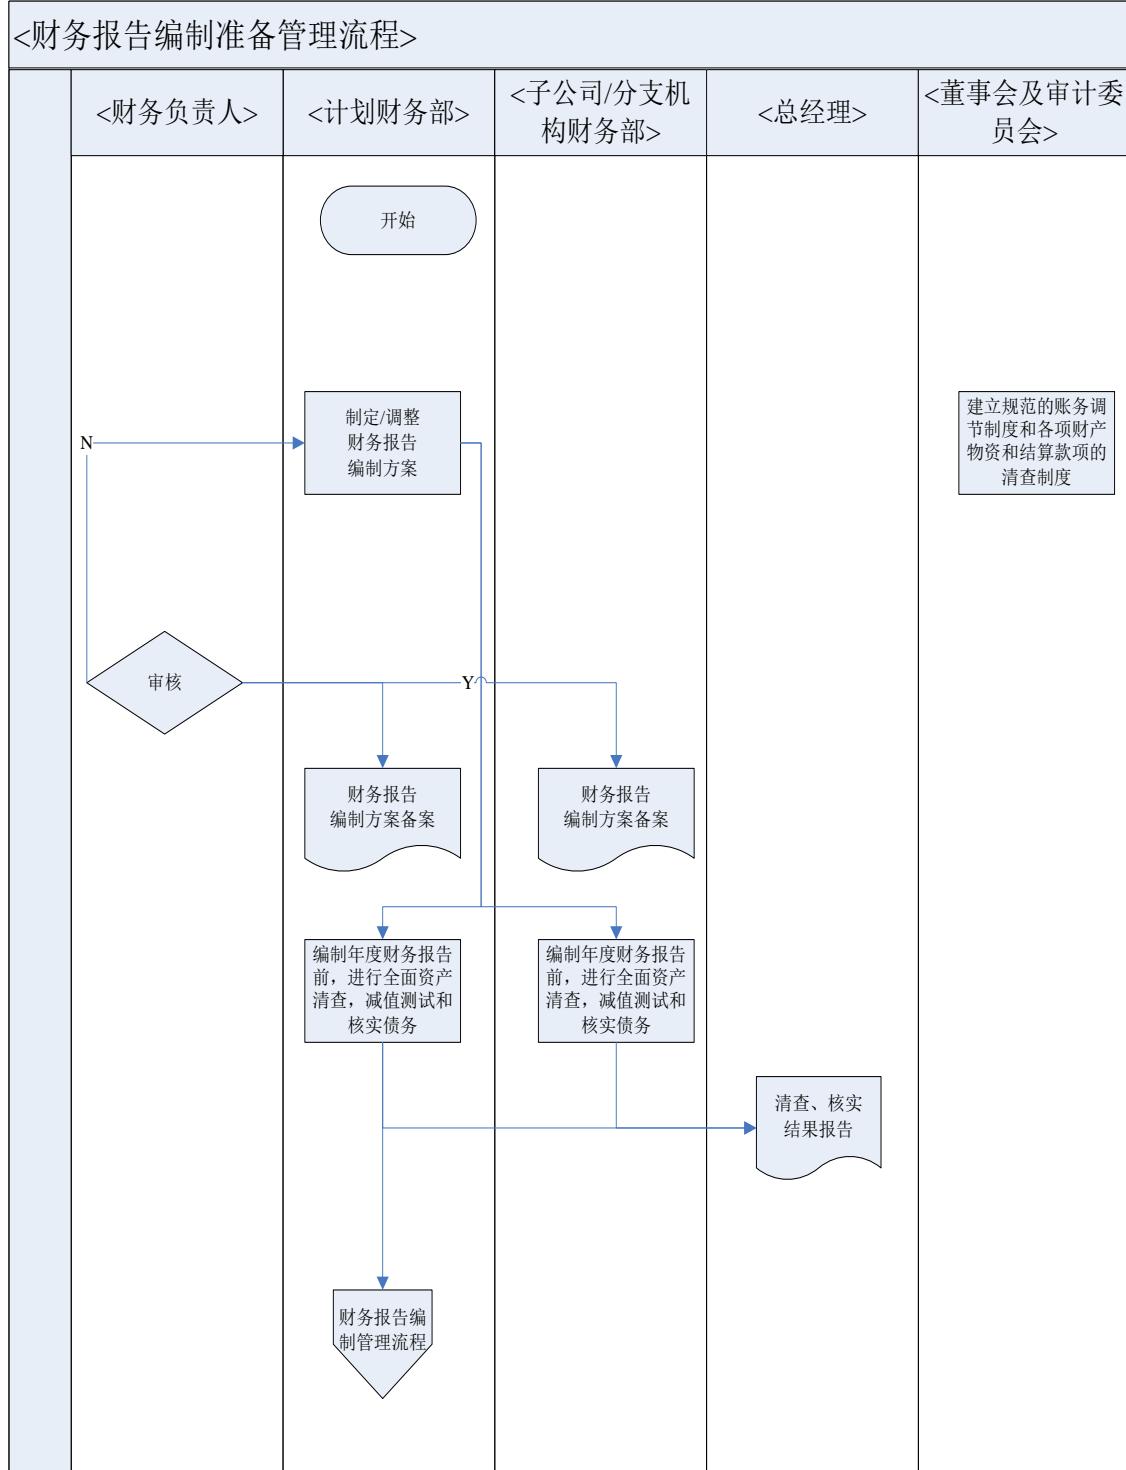 <财务报告编制准备管理流程>
<财务负责人>
<计划财务部>
<子公司/分支机
构财务部>
<总经理>
<董事会及审计委
员会>
开始
制定/调整
财务报告
编制方案
建立规范的账务调
节制度和各项财产
物资和结算款项的
清查制度
N
审核
Y
财务报告
编制方案备案
财务报告
编制方案备案
编制年度财务报告
前，进行全面资产
清查，减值测试和
核实债务
编制年度财务报告
前，进行全面资产
清查，减值测试和
核实债务
清查、核实
结果报告
财务报告编
制管理流程